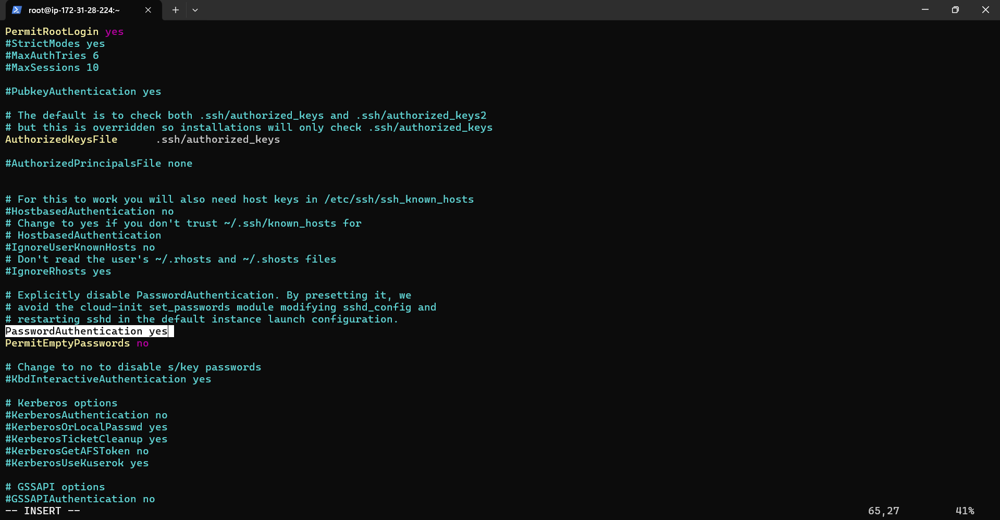 root@ip-172-31-28-224:~
PermitRootLogin yes
#StrictModes yes
#MaxAuthTries 6
#MaxSessions 10
#PubkeyAuthentication yes
# The default is to check both .ssh/authorized_keys and .ssh/authorized_keys2
# but this is overridden so installations will only check .ssh/authorized_keys
AuthorizedKeysFile      .ssh/authorized_keys
#AuthorizedPrincipalsFile none
# For this to work you will also need host keys in /etc/ssh/ssh_known_hosts
#HostbasedAuthentication no
# Change to yes if you don't trust ~/.ssh/known_hosts for
# HostbasedAuthentication
#IgnoreUserKnownHosts no
# Don't read the user's ~/.rhosts and ~/.shosts files
#IgnoreRhosts yes
# Explicitly disable PasswordAuthentication. By presetting it, we
# avoid the cloud-init set_passwords module modifying sshd_config and
# restarting sshd in the default instance launch configuration.
PasswordAuthentication yes
PermitEmptyPasswords no
# Change to no to disable s/key passwords
#KbdInteractiveAuthentication yes
# Kerberos options
#KerberosAuthentication no
#KerberosOrLocalPasswd yes
#KerberosTicketCleanup yes
#KerberosGetAFSToken no
#KerberosUseKuserok yes
# GSSAPI options
#GSSAPIAuthentication no
-- INSERT -- 65,27 41%